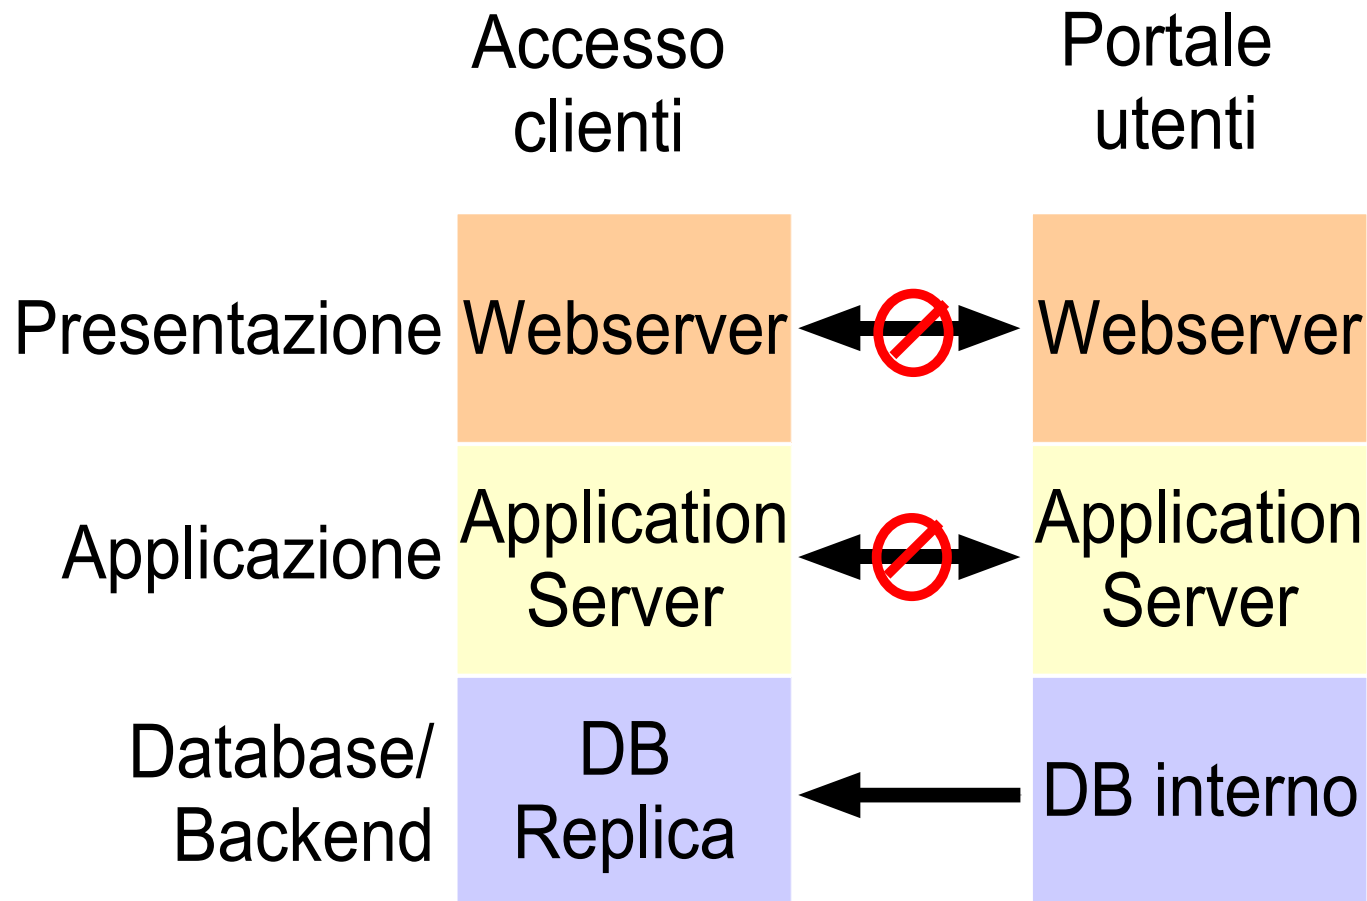 Accesso
clienti
Portale
utenti
Presentazione
Webserver
Webserver
Applicazione
Application
Server
Application
Server
Database/
Backend
DB
Replica
DB interno